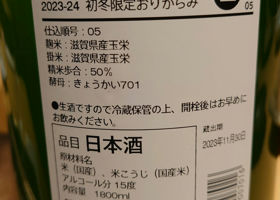 2023-24 初冬限定おりがらみ
05
仕込順号:05
麹米:滋賀県産玉栄
掛米:滋賀県産玉栄
精米歩合:50%
酵母:きょうかい701
●生酒ですので冷蔵保管の上、開栓後はお早めに
お飲みください。
品目 日本酒
蔵出期
2023年11月30日
原材料名
米(国産)、米こうじ(国産米)
アルコール分 15度
内容量 1800ml